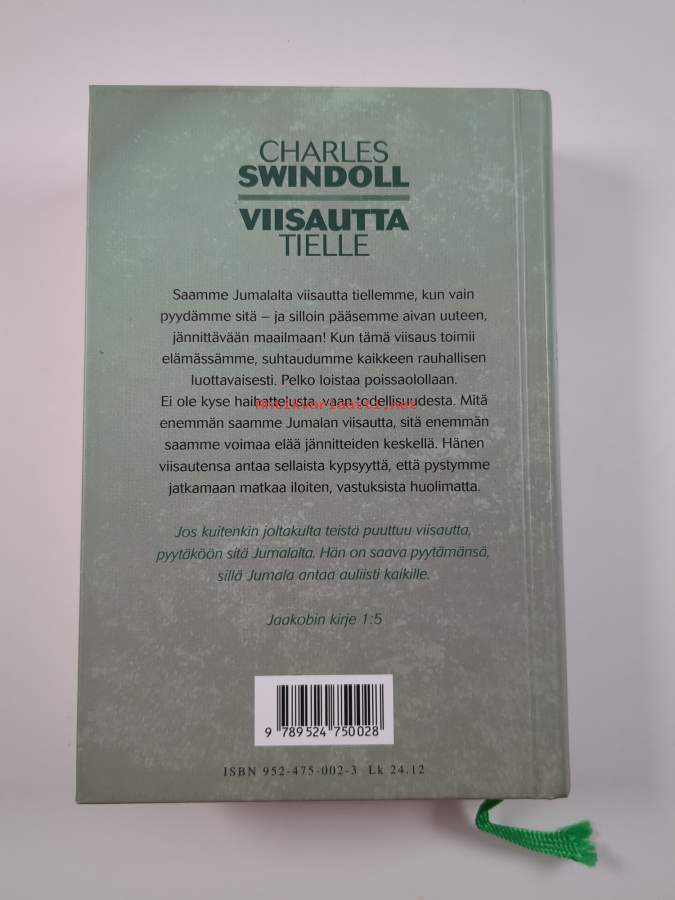 CHARLES
SWINDOLL
VIISAUTTA
TIELLE
Saamme Jumalalta viisautta tiellemme, kun vain
pyydämme sitä – ja silloin pääsemme aivan uuteen,
jännittävään maailmaan! Kun tämä viisaus toimii
elämässämme, suhtaudumme kaikkeen rauhallisen
luottavaisesti. Pelko loistaa poissaolollaan.
Ei ole kyse haihattelusta, vaan todellisuudesta. Mitä
Antikvariaatti.net
enemmän saamme Jumalan viisautta, sitä enemmän
saamme voimaa elää jännitteiden keskellä. Hänen
viisautensa antaa sellaista kypsyyttä, että pystymme
jatkamaan matkaa iloiten, vastuksista huolimatta.
Jos kuitenkin joltakulta teistä puuttuu viisautta,
pyytäköön sitä Jumalalta. Hän on saava pyytämänsä,
sillä Jumala antaa auliisti kaikille.
Jaakobin kirje 1:5
9 789524 750028
ISBN 952-475-002-3 Lk 24.12